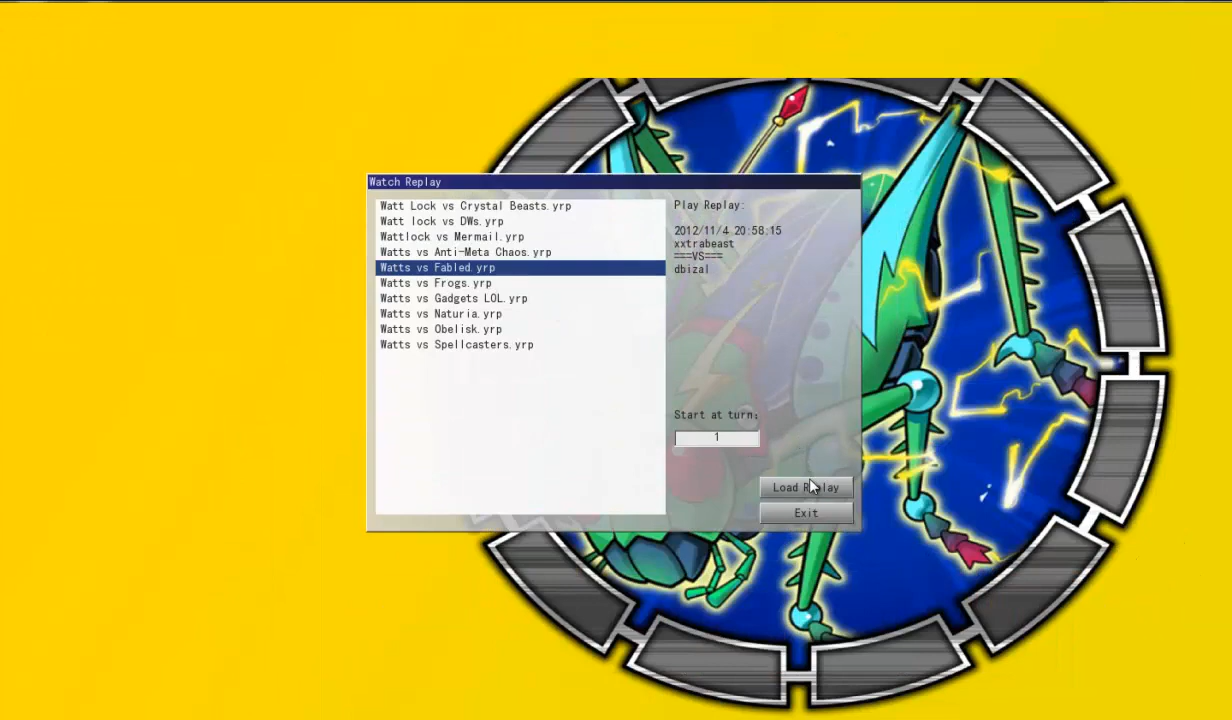 Watch Replay
Watt Lock vs Crystal Beasts.yrp
Watt lock vs DWs.yrp
Wattlock vs Mermail.yrp
Watts vs Anti-Meta Chaos.yrp
Watts vs Fabled.yrp
Watts vs Frogs.yrp
Watts vs Gadgets LOL.yrp
Watts vs Naturia.yrp
Watts vs Obelisk.yrp
Watts vs Spellcasters.yrp
Play Replay:
2012/11/4 20:58:15
xxtrabeast
===VS===
dbizal
Start at turn:
1
Load Replay
Exit